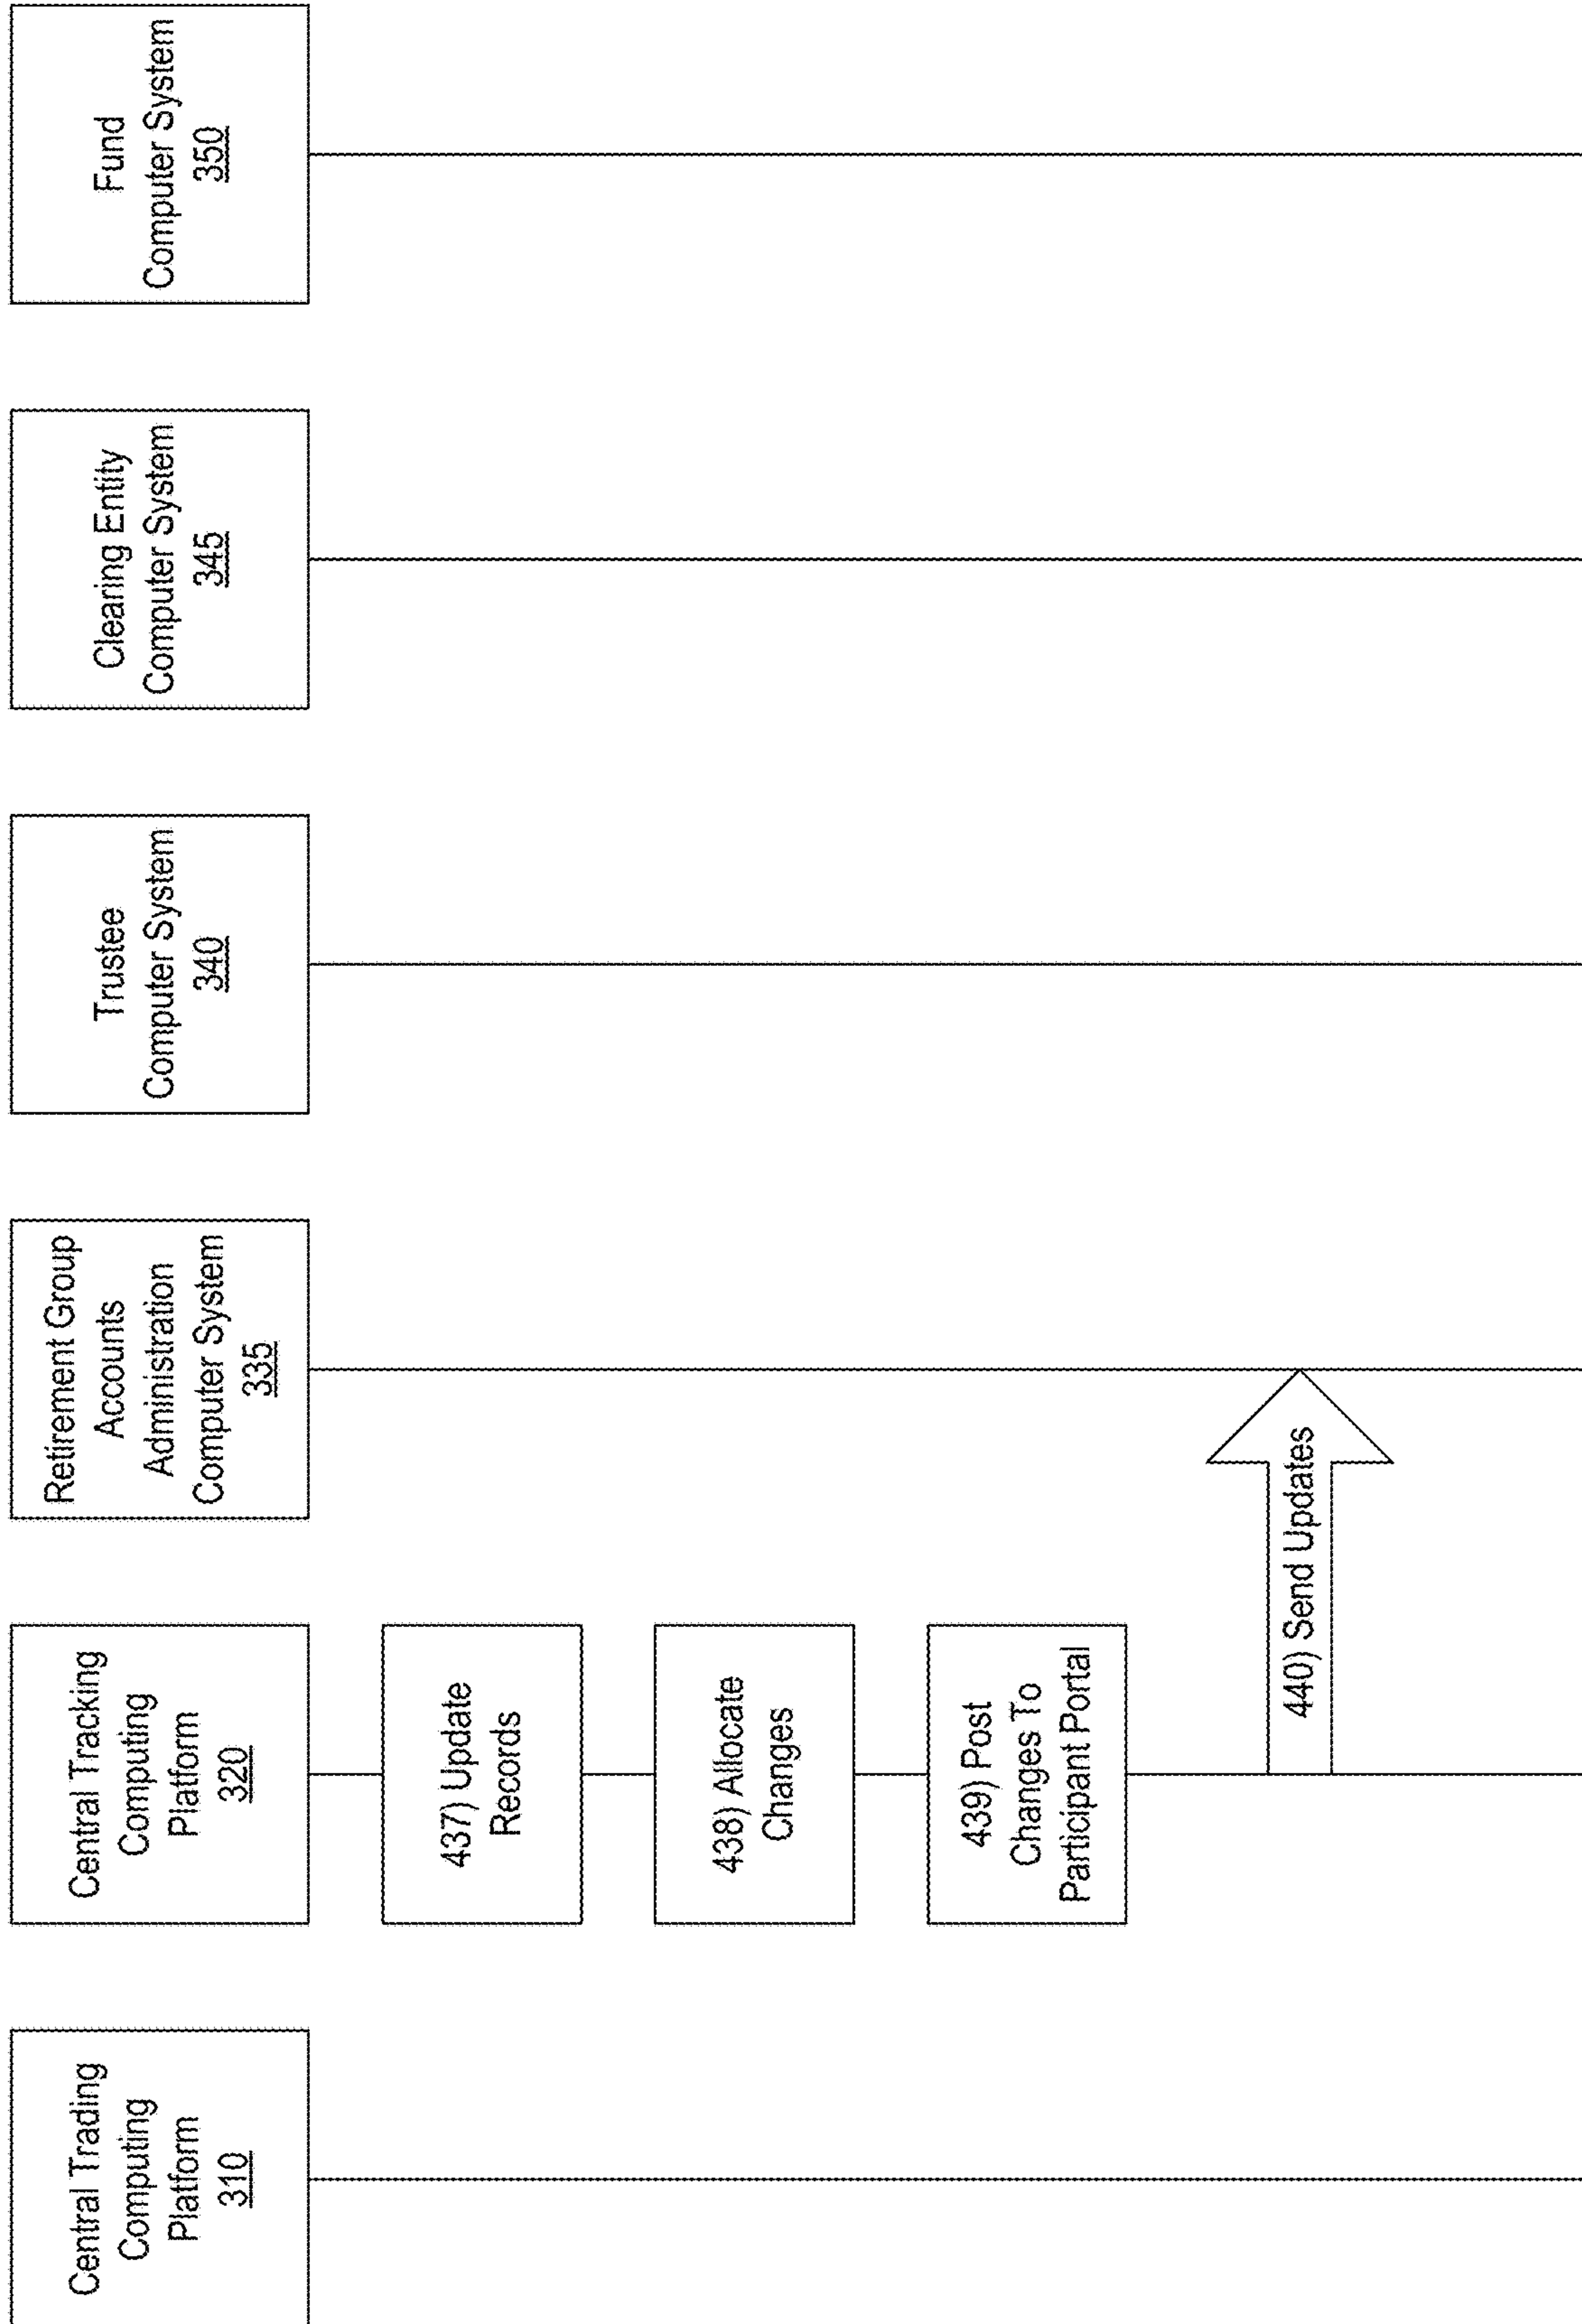 Central Trading
Computing
Platform
310
Central Tracking
Computing
Platform
320
Retirement Group
Accounts
Administration
Computer System
335
Trustee
Computer System
340
Clearing Entity
Computer System
345
Fund
Computer System
350
437) Update
Records
438) Allocate
Changes
439) Post
Changes To
Participant Portal
440) Send Updates